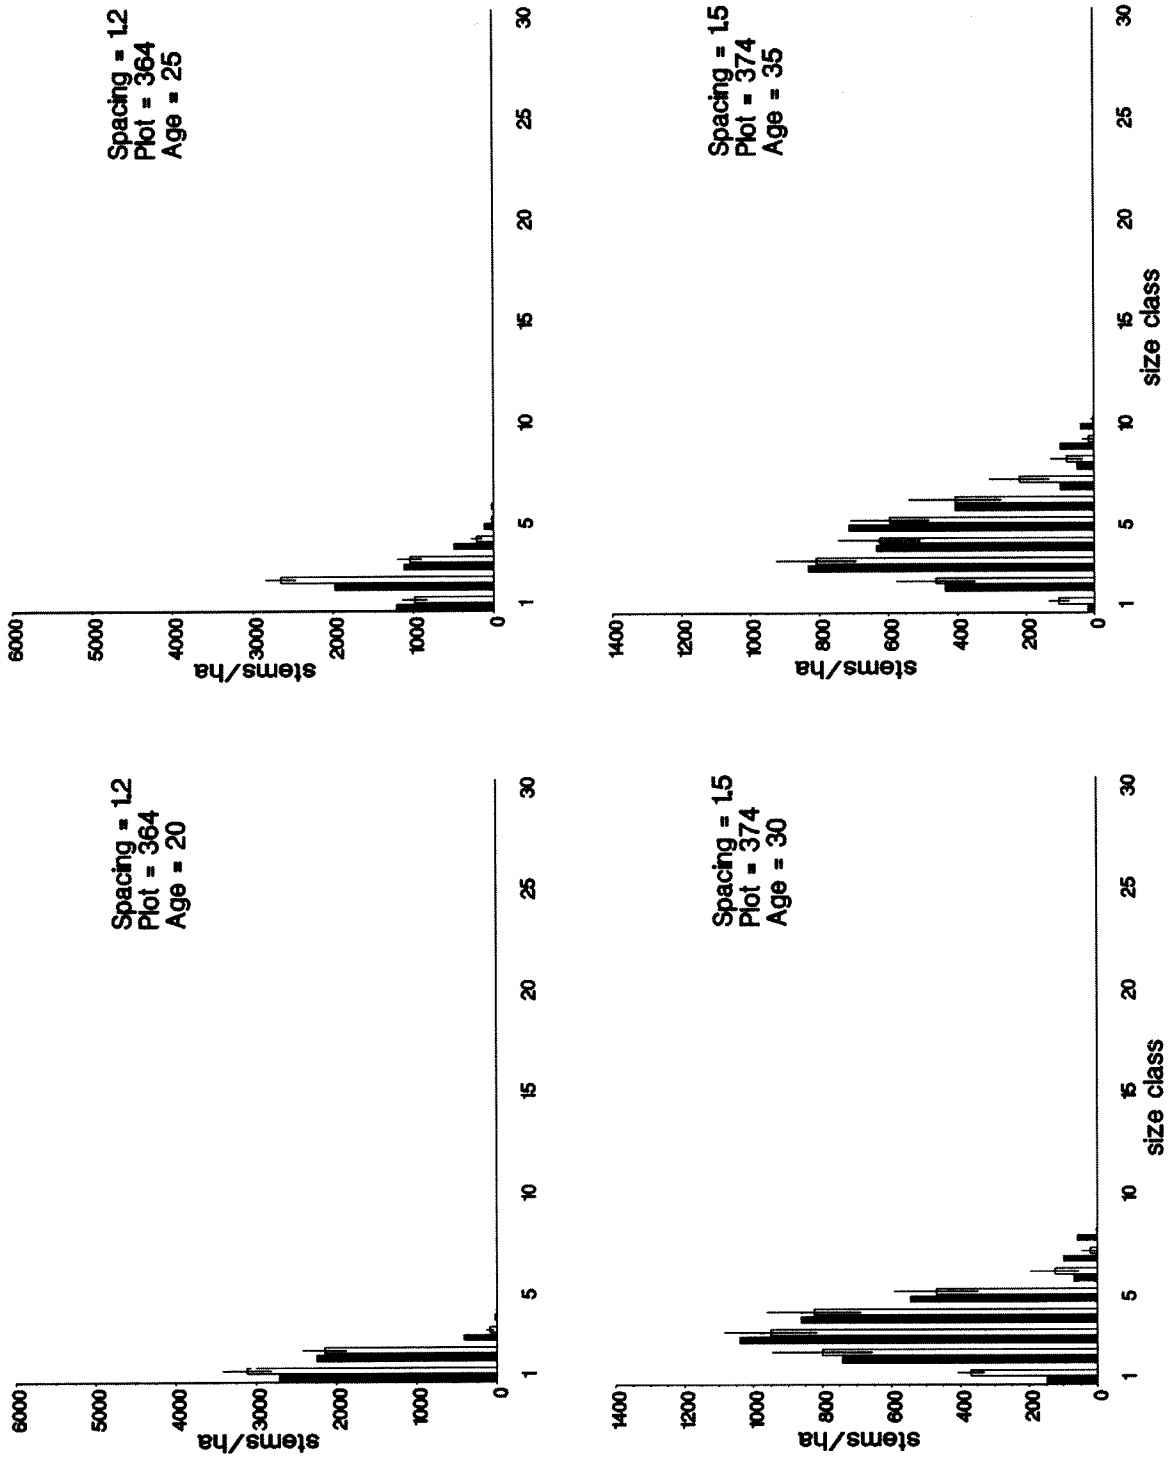 Spacing = 1.2
Plot = 364
Age = 20
stems/ha
6000
5000
4000
3000
2000
1000
0
1 5 10 15 20 25 30
Spacing = 1.2
Plot = 364
Age = 25
stems/ha
6000
5000
4000
3000
2000
1000
0
1 5 10 15 20 25 30
Spacing = 1.5
Plot = 374
Age = 30
stems/ha
1400
1200
1000
800
600
400
200
0
1 5 10 15 20 25 30
size class
Spacing = 1.5
Plot = 374
Age = 35
stems/ha
1400
1200
1000
800
600
400
200
0
1 5 10 15 20 25 30
size class